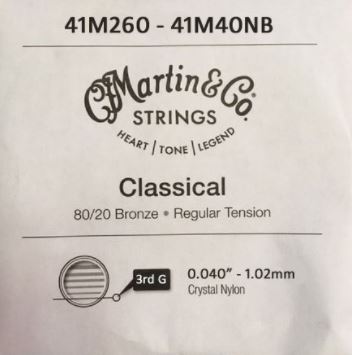 41M260 - 41M40NB
CFMartin & Co.
STRINGS
HEART | TONE | LEGEND
Classical
80/20 Bronze • Regular Tension
3rd G
0.040″ - 1.02mm
Crystal Nylon